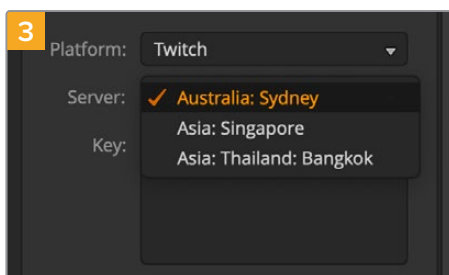 3
Platform: Twitch
Server: ✓ Australia: Sydney
Asia: Singapore
Key:
Asia: Thailand: Bangkok